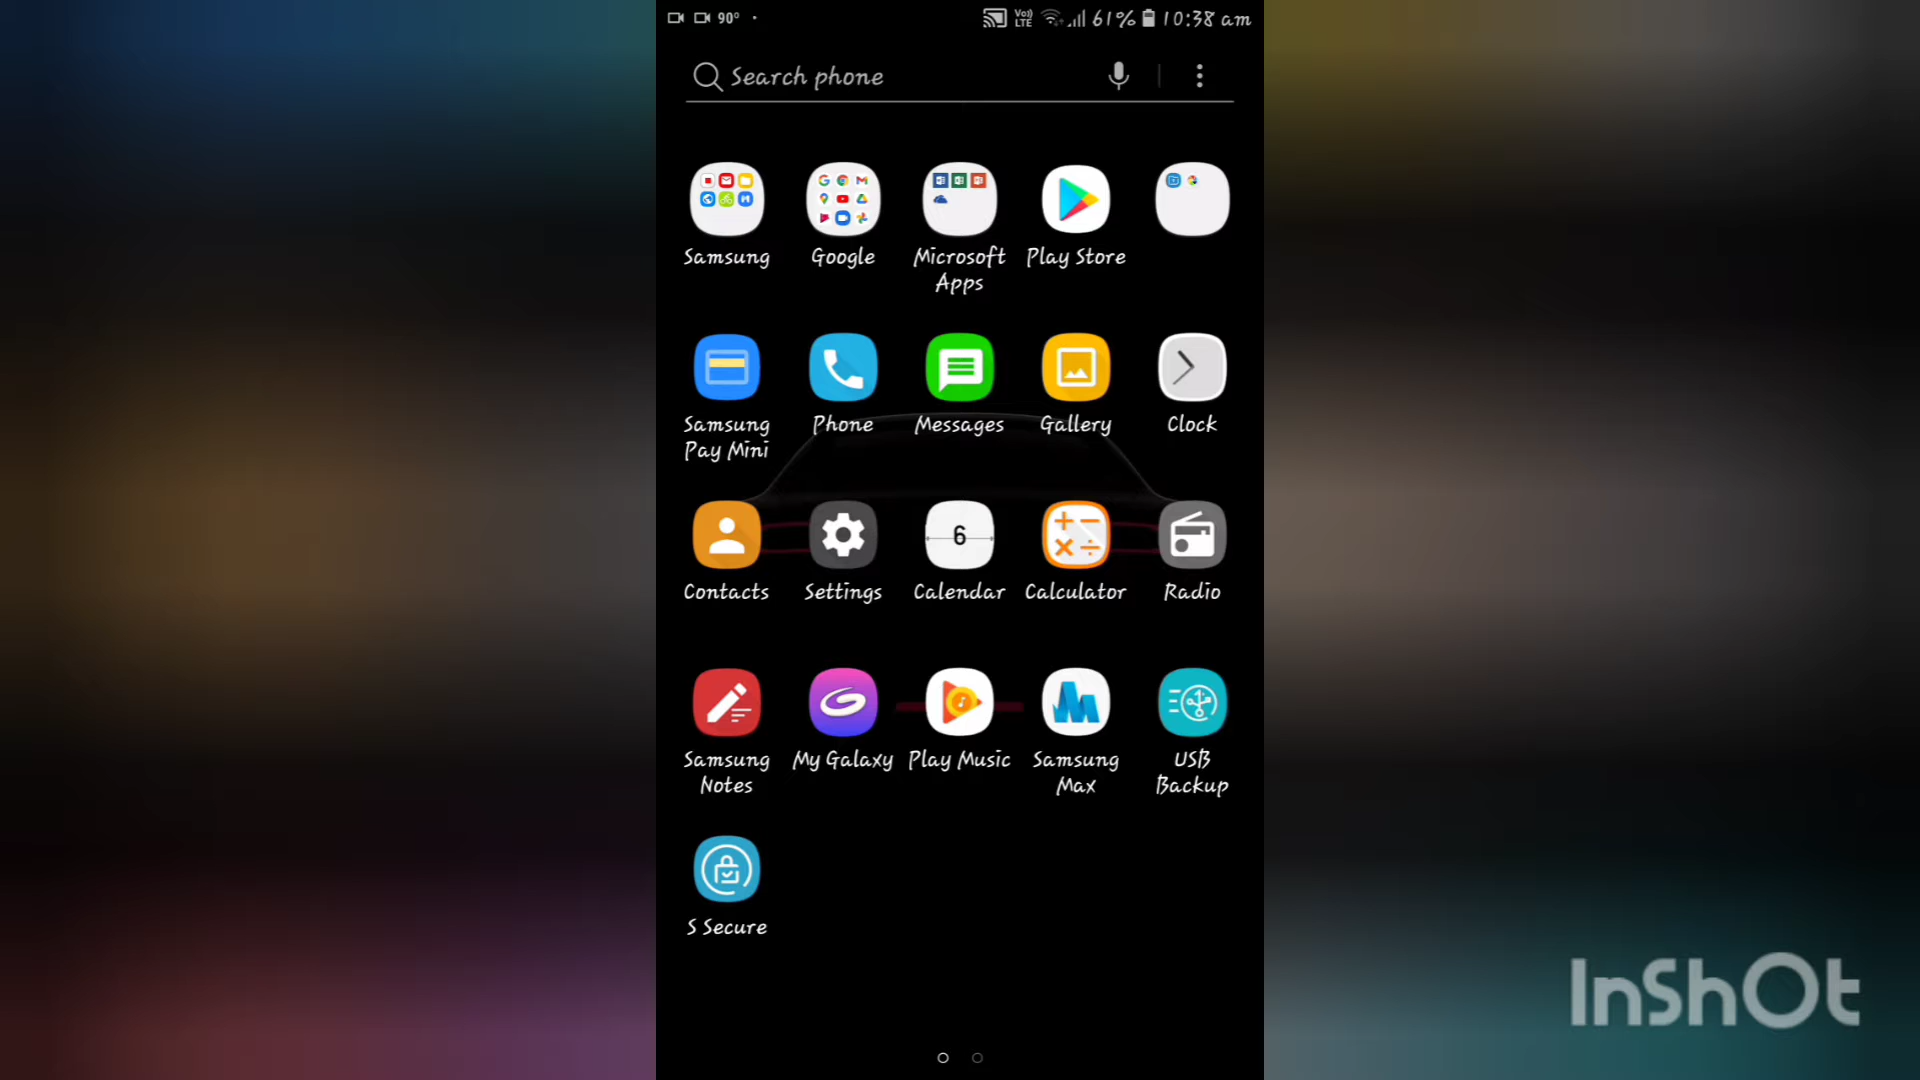 90°
Vo)) LTE 61% 10:38 am
Search phone
Samsung
Google
Microsoft Apps
Play Store
Samsung Pay Mini
Phone
Messages
Gallery
Clock
6
Contacts
Settings
Calendar
Calculator
Radio
Samsung Notes
My Galaxy
Play Music
Samsung Max
USB Backup
S Secure
InShOt